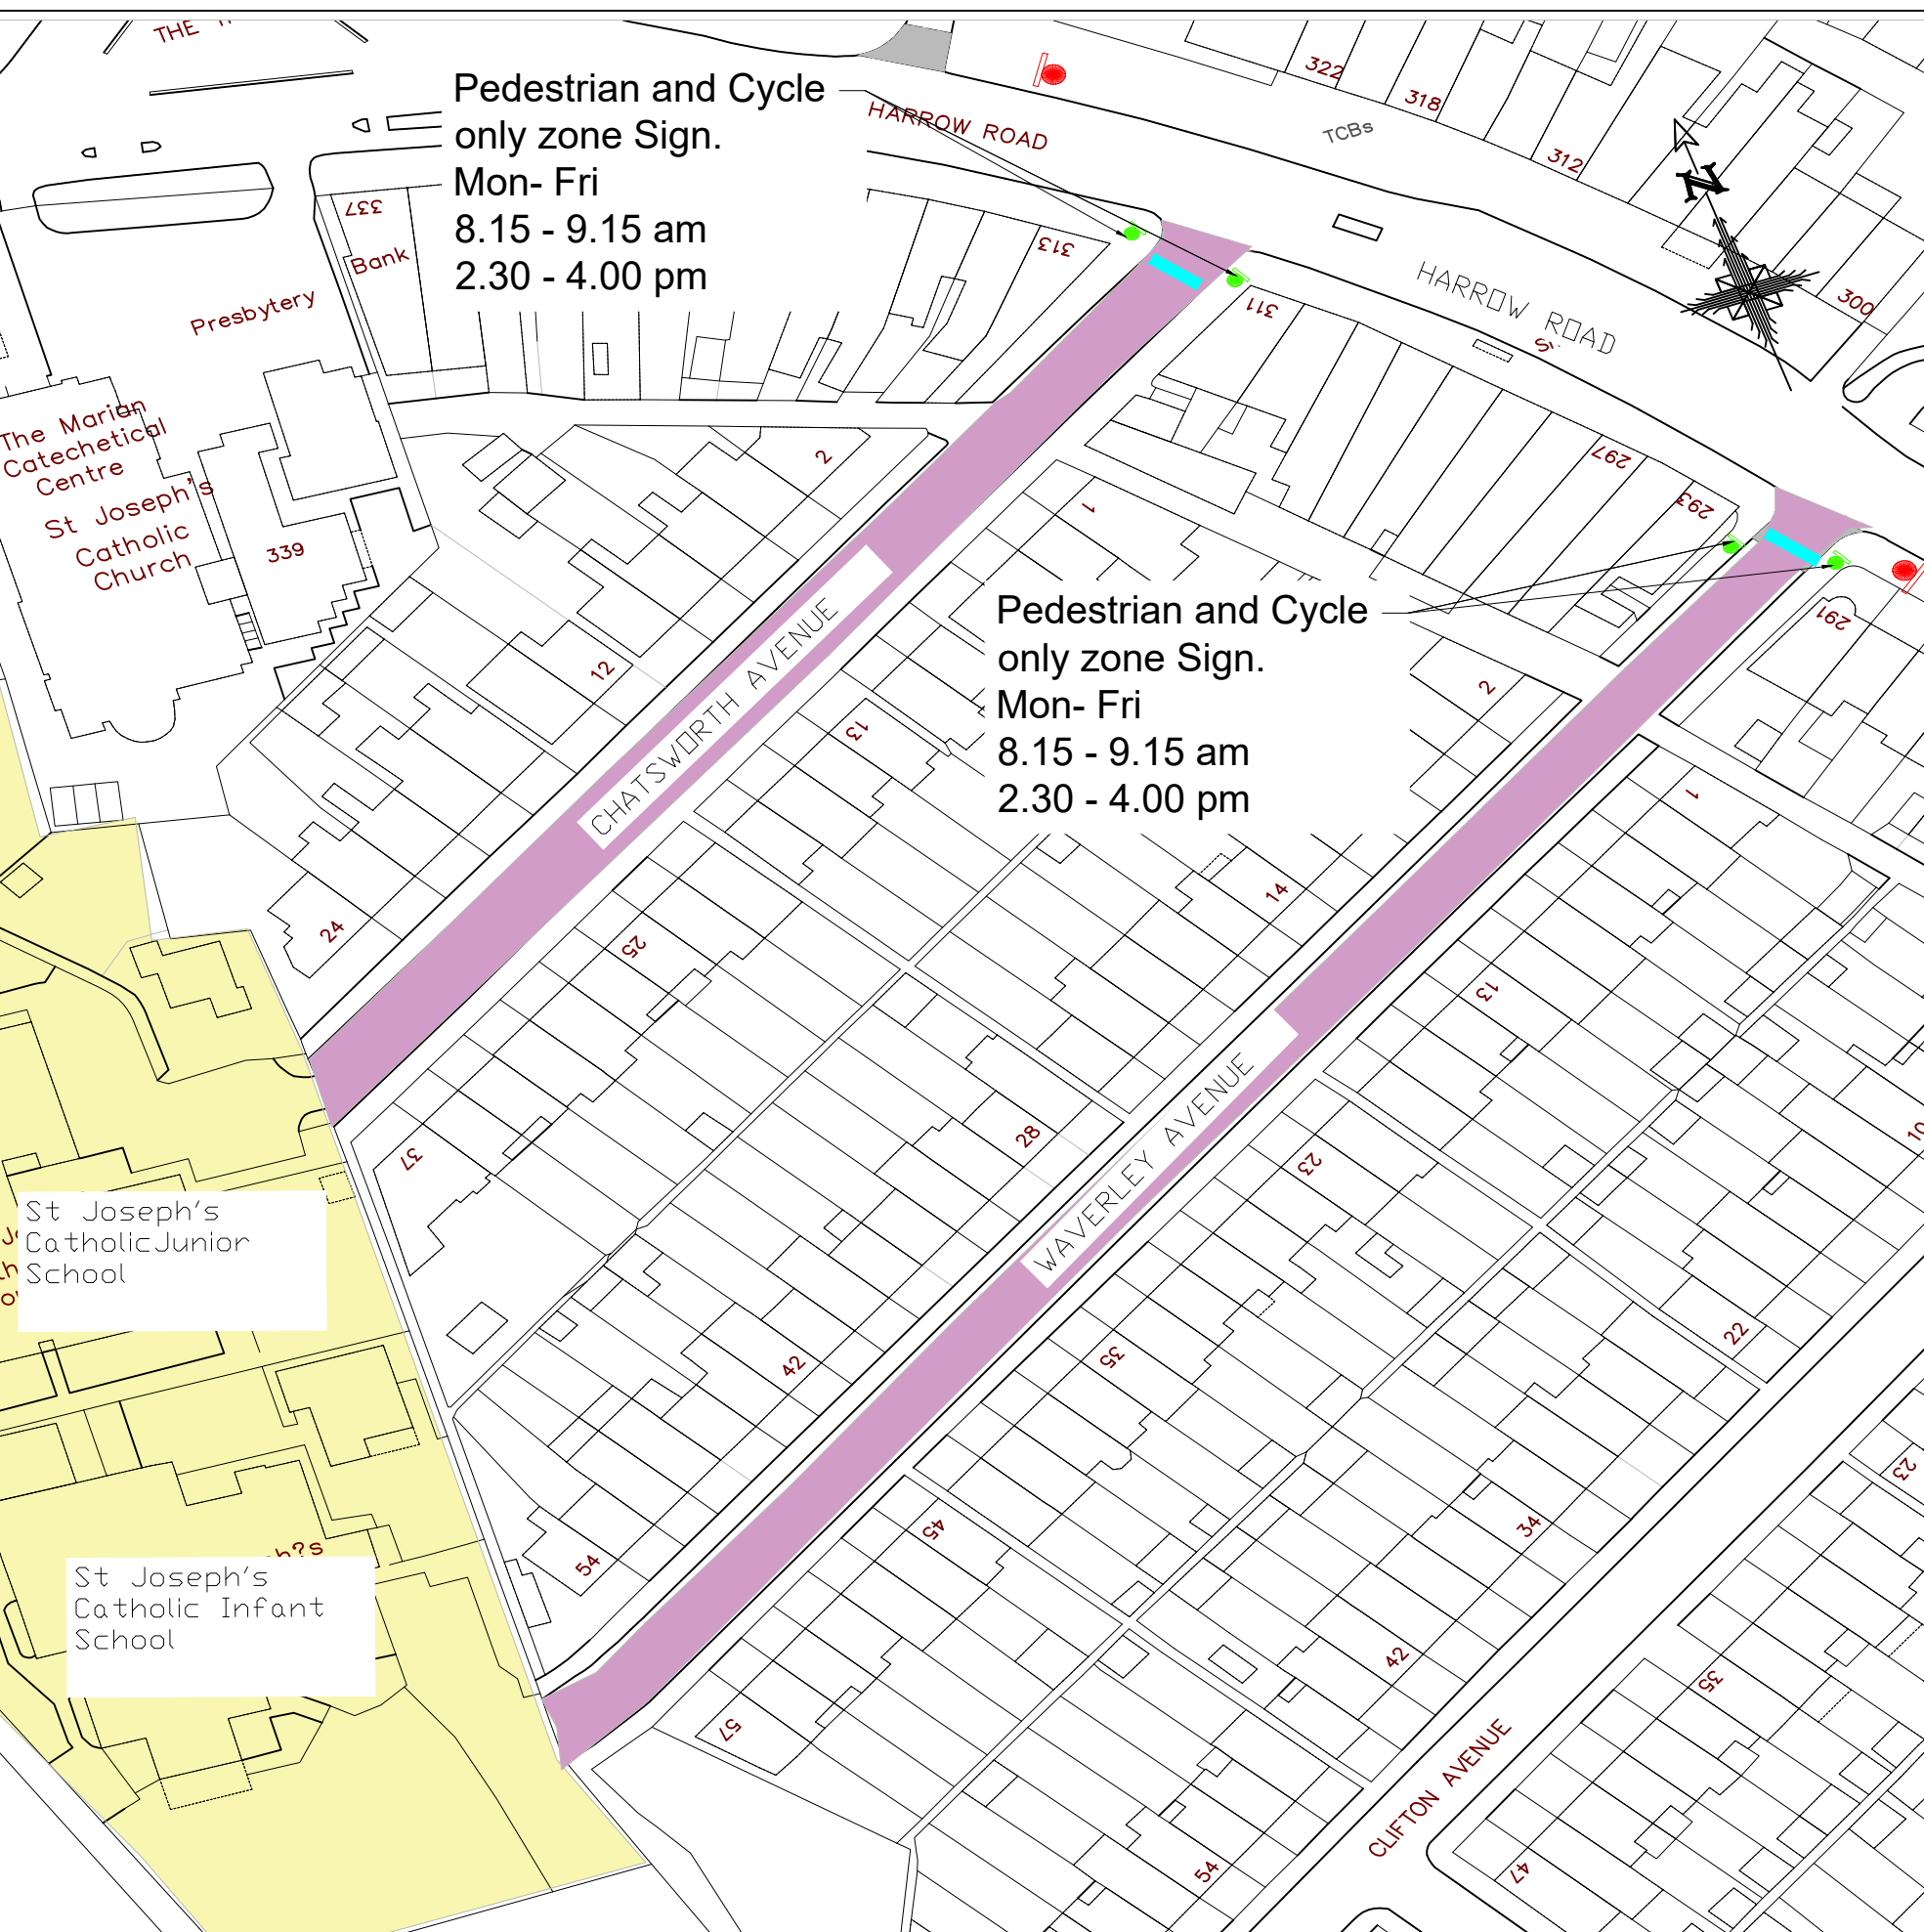 THE
Pedestrian and Cycle
only zone Sign.
Mon- Fri
8.15 - 9.15 am
2.30 - 4.00 pm
HARROW ROAD
322
318
312
TCBs
N
300
337
Bank
313
311
HARROW ROAD
Presbytery
The Marian
Catechetical
Centre
St Joseph's
Catholic
Church
339
2
1
297
293
291
Pedestrian and Cycle
only zone Sign.
Mon- Fri
8.15 - 9.15 am
2.30 - 4.00 pm
CHATSWORTH AVENUE
12
13
2
1
24
25
14
13
37
28
23
10
St Joseph's
CatholicJunior
School
WAVERLEY AVENUE
42
35
22
23
54
45
34
h?s
St Joseph's
Catholic Infant
School
57
42
35
CLIFTON AVENUE
54
47